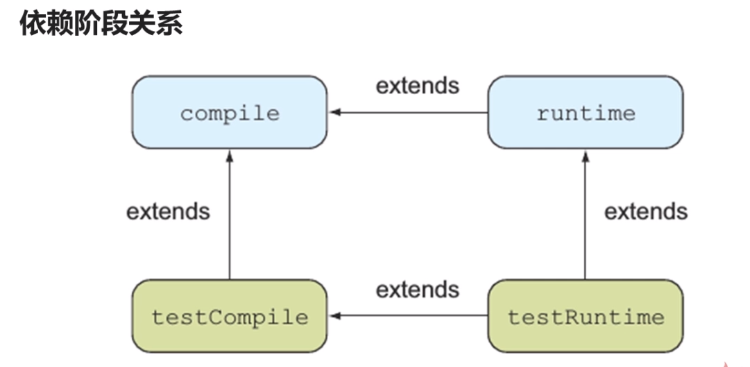 依赖阶段关系
extends
compile
runtime
extends
extends
extends
testCompile
testRuntime